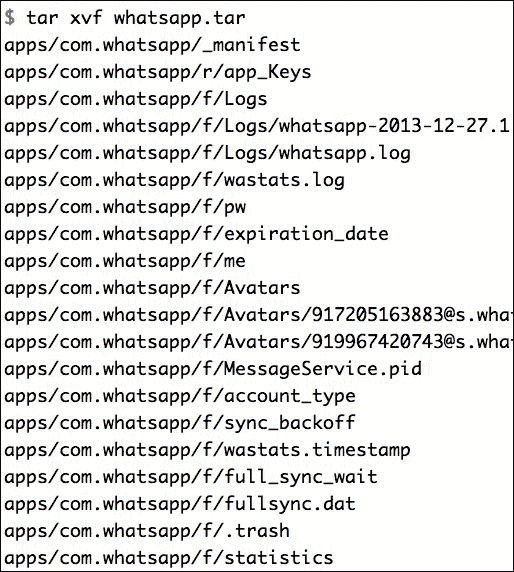 $ tar xvf whatsapp.tar
apps/com.whatsapp/_manifest
apps/com.whatsapp/r/app_Keys
apps/com.whatsapp/f/Logs
apps/com.whatsapp/f/Logs/whatsapp-2013-12-27.1
apps/com.whatsapp/f/Logs/whatsapp.log
apps/com.whatsapp/f/wastats.log
apps/com.whatsapp/f/pw
apps/com.whatsapp/f/expiration_date
apps/com.whatsapp/f/me
apps/com.whatsapp/f/Avatars
apps/com.whatsapp/f/Avatars/917205163883@s.wha
apps/com.whatsapp/f/Avatars/919967420743@s.wha
apps/com.whatsapp/f/MessageService.pid
apps/com.whatsapp/f/account_type
apps/com.whatsapp/f/sync_backoff
apps/com.whatsapp/f/wastats.timestamp
apps/com.whatsapp/f/full_sync_wait
apps/com.whatsapp/f/fullsync.dat
apps/com.whatsapp/f/.trash
apps/com.whatsapp/f/statistics